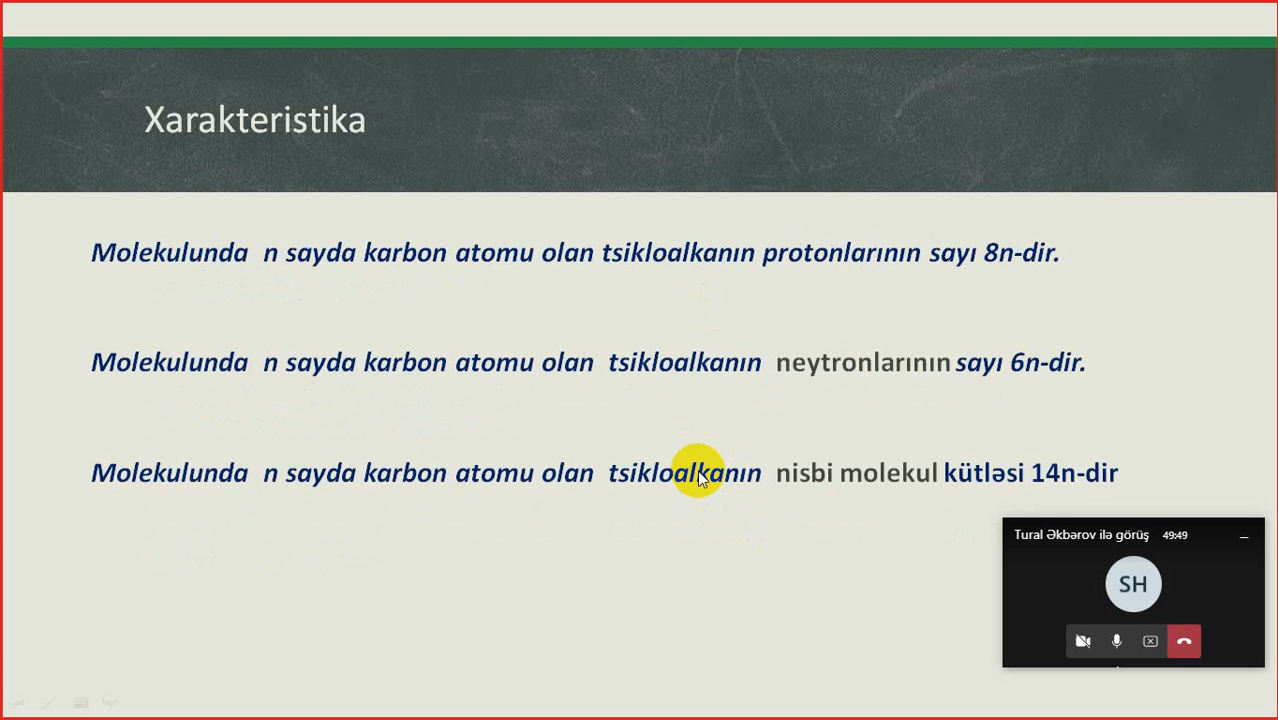 Xarakteristika
Molekulunda n sayda karbon atomu olan tsikloalkanın protonlarının sayı 8n-dir.
Molekulunda n sayda karbon atomu olan tsikloalkanın neytronlarının sayı 6n-dir.
Molekulunda n sayda karbon atomu olan tsikloalkanın nisbi molekul kütləsi 14n-dir
Tural Əkbərov ilə görüş 49:49
SH